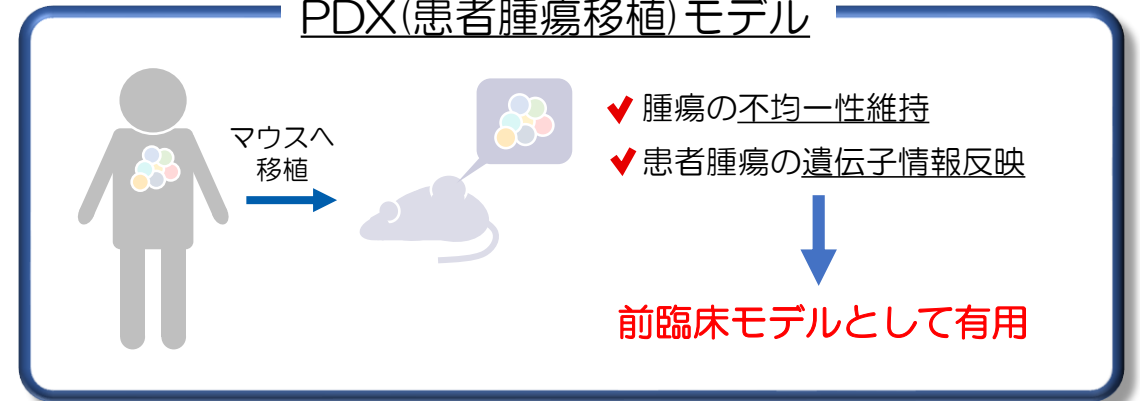 PDX(患者腫瘍移植)モデル
マウスへ
移植
腫瘍の不均一性維持
患者腫瘍の遺伝子情報反映
前臨床モデルとして有用